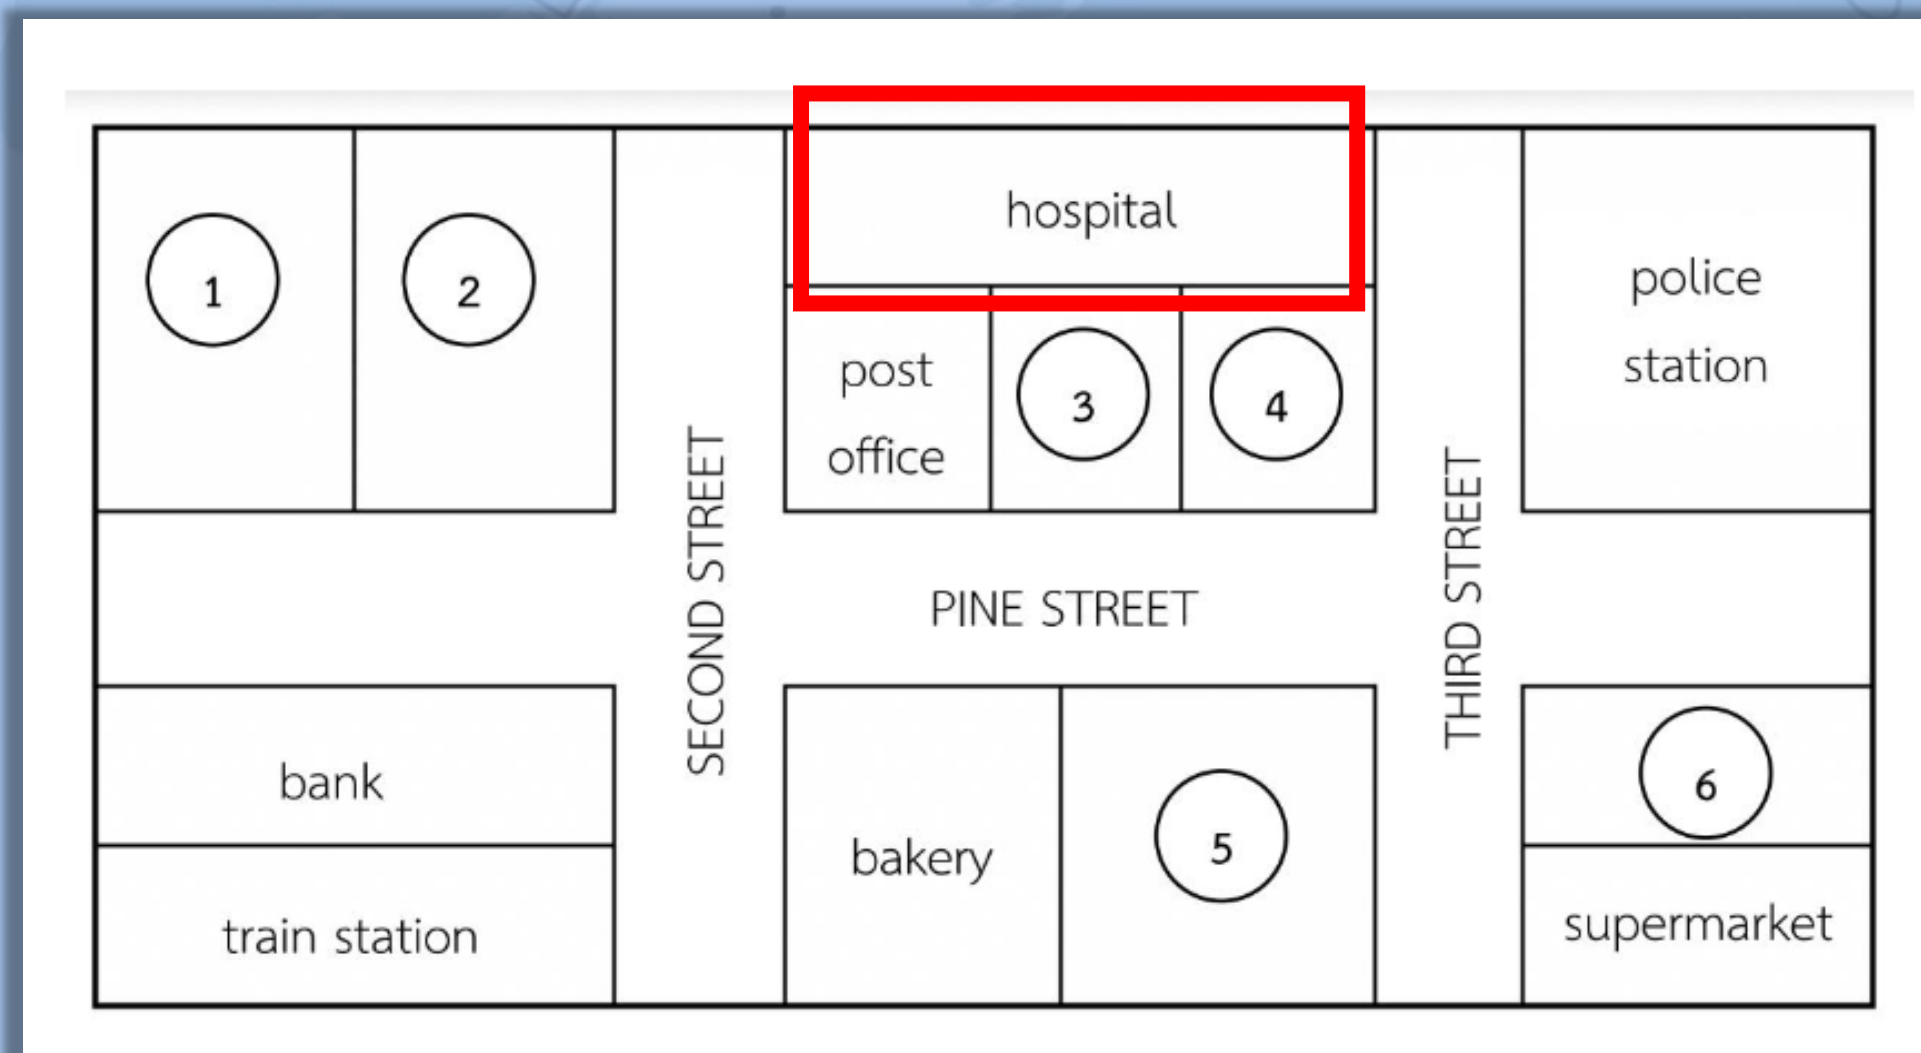 hospital
1
2
police
station
post
office
3
4
SECOND STREET
PINE STREET
THIRD STREET
bank
train station
bakery
5
6
supermarket